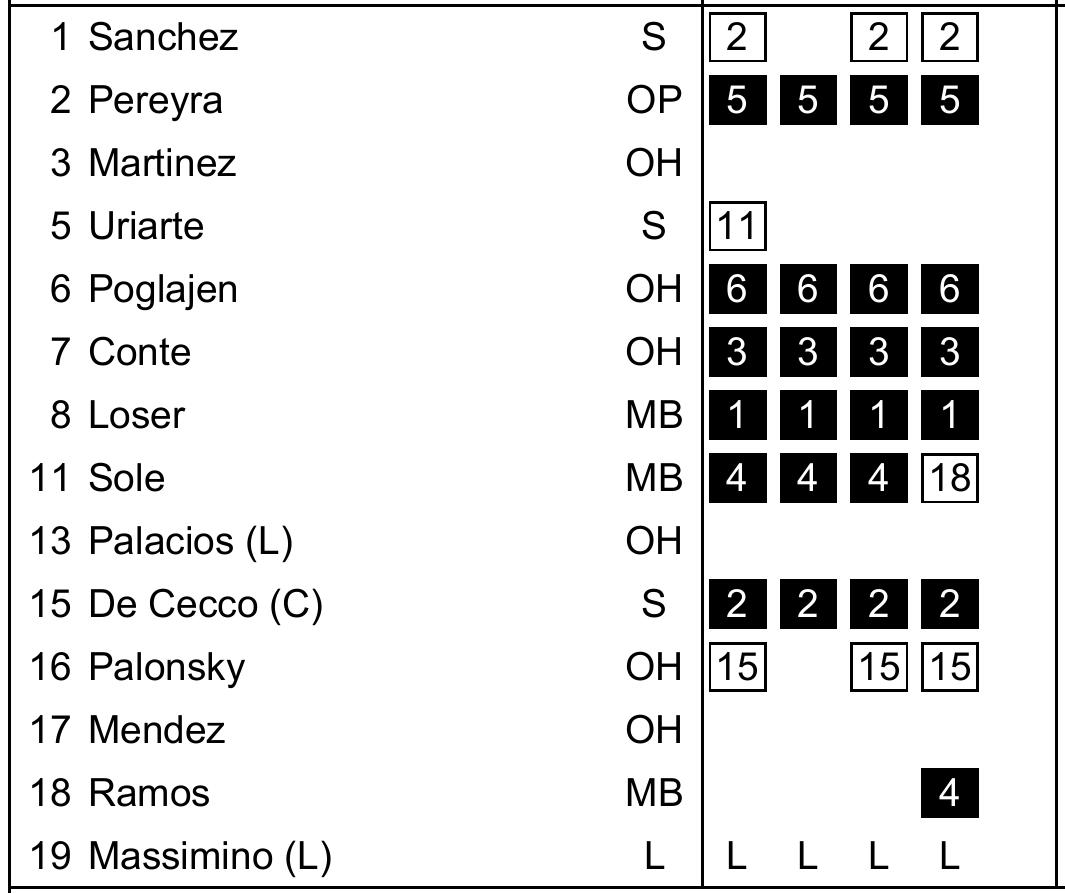 1 Sanchez S 2 2 2
2 Pereyra OP 5 5 5 5
3 Martinez OH
5 Uriarte S 11
6 Poglajen OH 6 6 6 6
7 Conte OH 3 3 3 3
8 Loser MB 1 1 1 1
11 Sole MB 4 4 4 18
13 Palacios (L) OH
15 De Cecco (C) S 2 2 2 2
16 Palonsky OH 15 15 15
17 Mendez OH
18 Ramos MB 4
19 Massimino (L) L L L L L